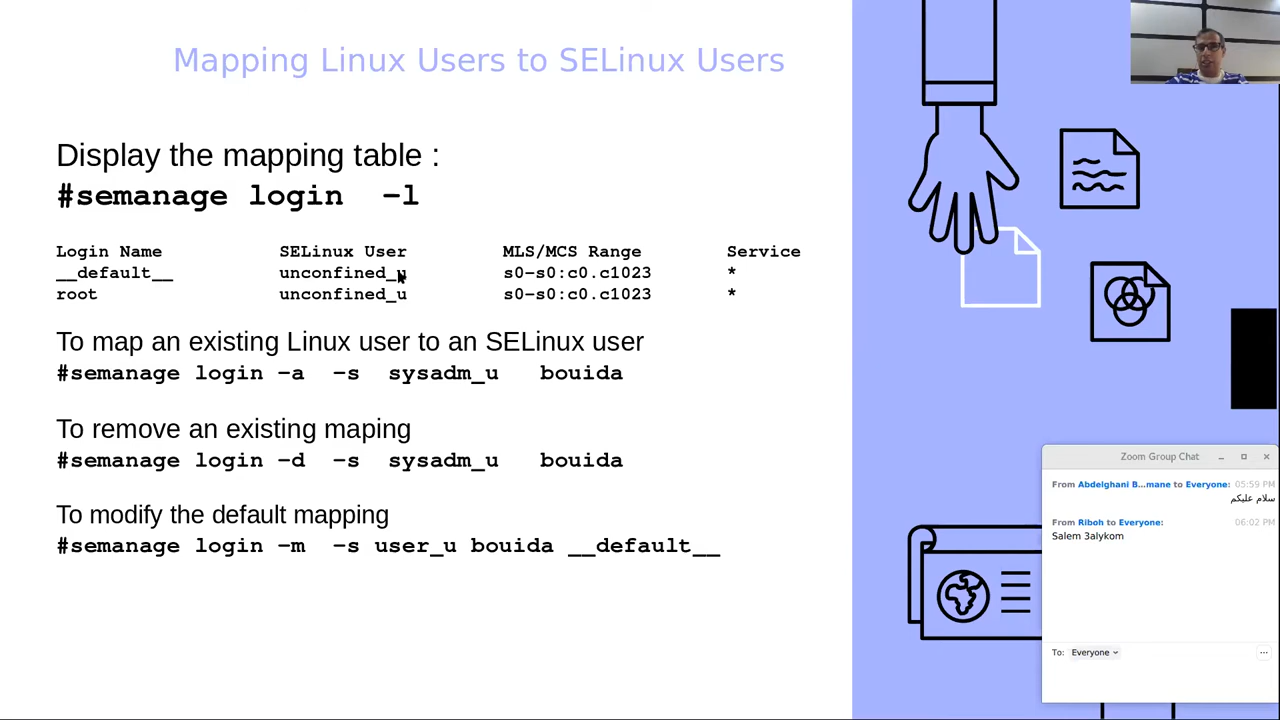 Mapping Linux Users to SELinux Users
Display the mapping table :
#semanage login -l
Login Name SELinux User MLS/MCS Range Service
__default__ unconfined_u s0-s0:c0.c1023 *
root unconfined_u s0-s0:c0.c1023 *
To map an existing Linux user to an SELinux user
#semanage login -a -s sysadm_u bouida
To remove an existing maping
#semanage login -d -s sysadm_u bouida
To modify the default mapping
#semanage login -m -s user_u bouida __default__
Zoom Group Chat
From Abdelghani B...mane to Everyone: 05:59 PM
سلام عليكم
From Riboh to Everyone: 06:02 PM
Salem 3alykom
To: Everyone